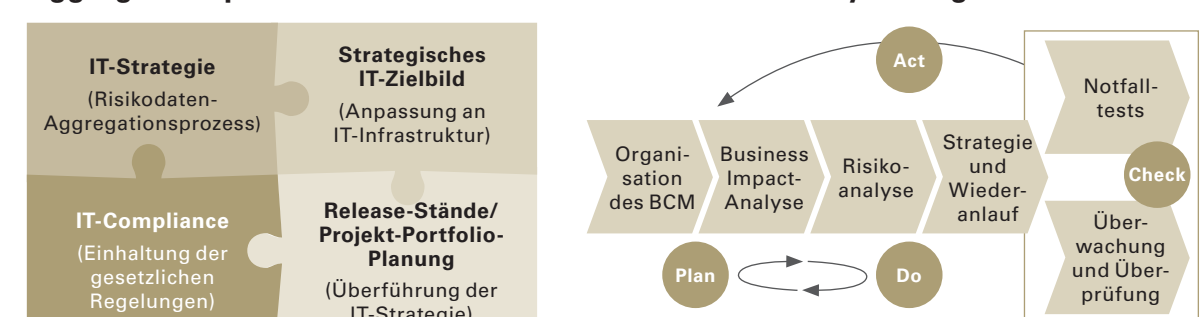 IT-Strategie
(Risikodaten-
Aggregationsprozess)
Strategisches
IT-Zielbild
(Anpassung an
IT-Infrastruktur)
IT-Compliance
(Einhaltung der
gesetzlichen
Regelungen)
Release-Stände/
Projekt-Portfolio-
Planung
(Überführung der
IT-Strategie)
Act
Organi-
sation
des BCM
Business
Impact-
Analyse
Risiko-
analyse
Strategie
und
Wieder-
anlauf
Notfall-
tests
Check
Über-
wachung
und Über-
prüfung
Plan
Do